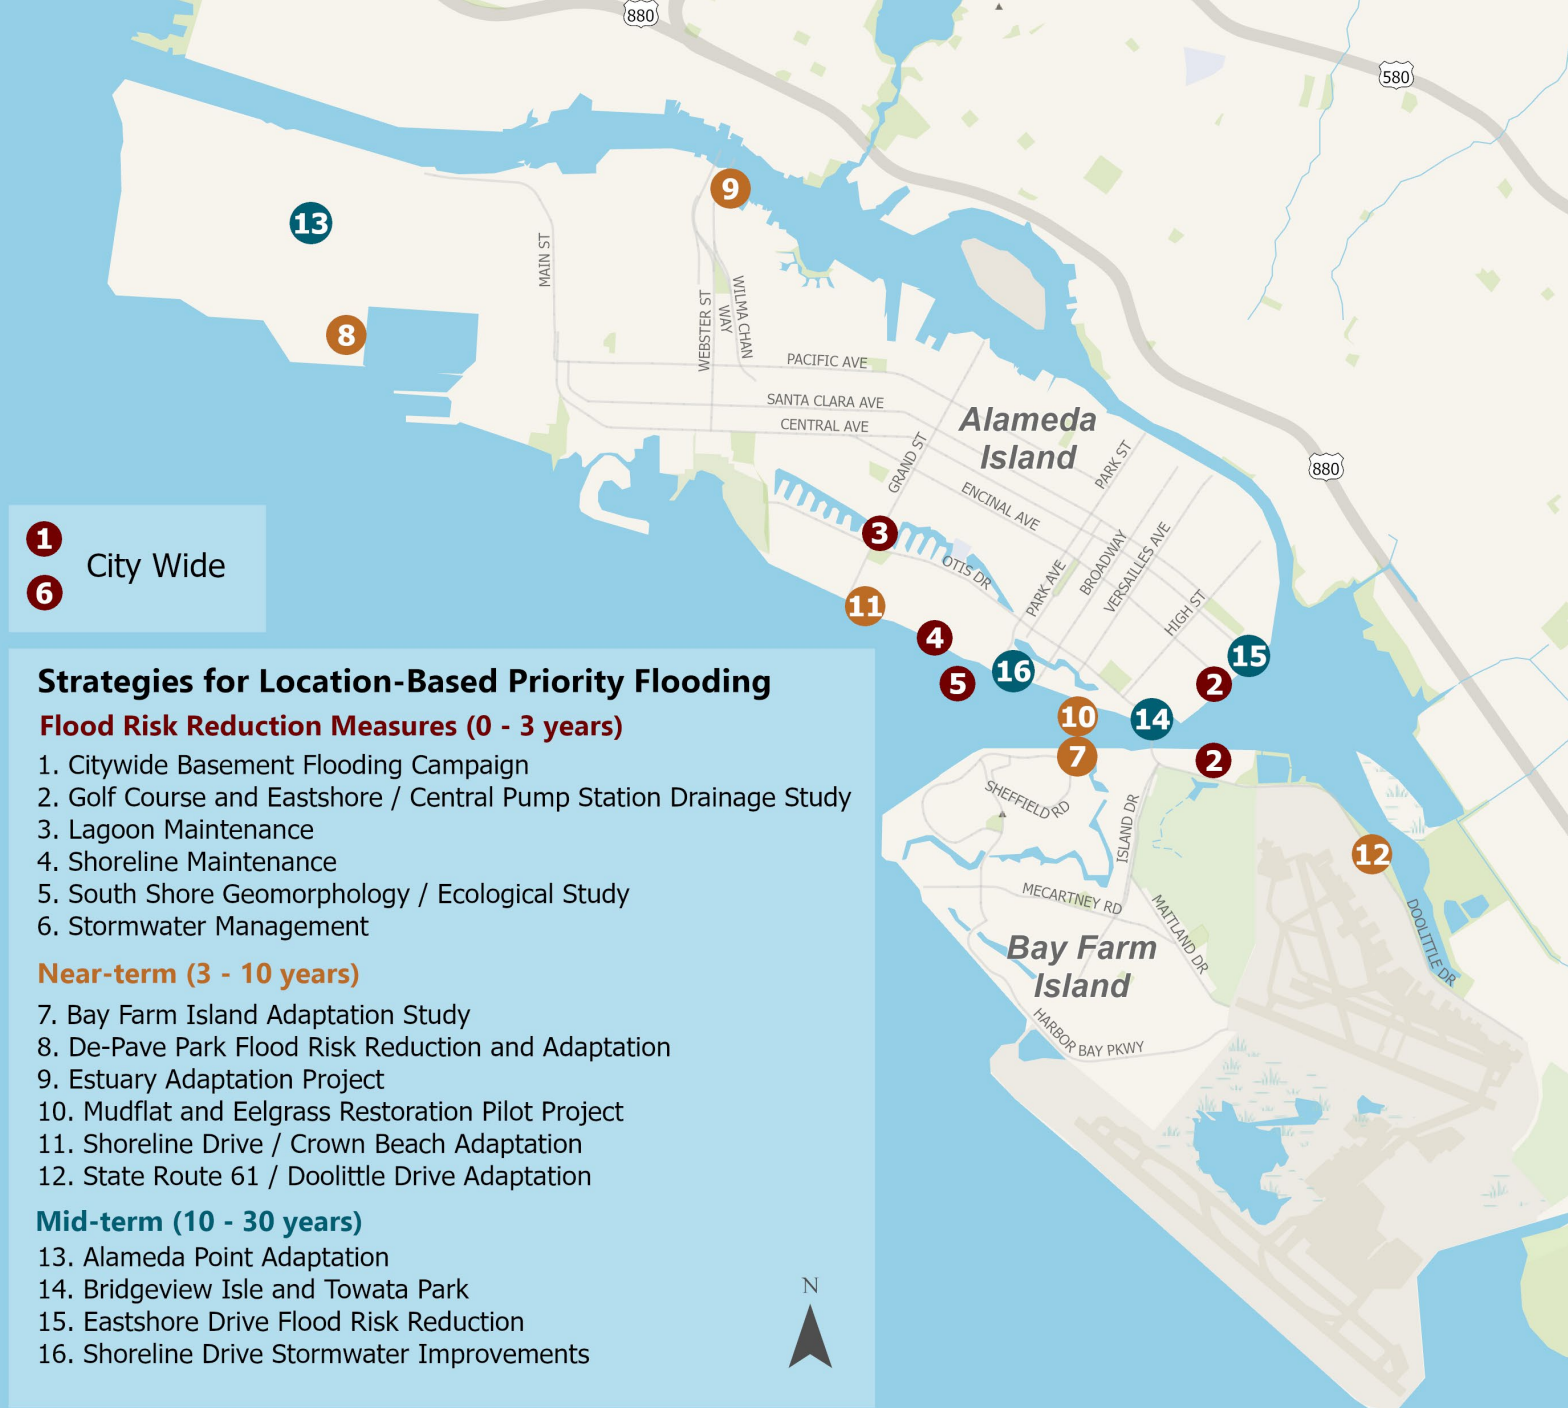 880
580
9
13
MAIN ST
8
WEBSTER ST
WILMA CHAN
WAY
PACIFIC AVE
SANTA CLARA AVE
CENTRAL AVE
Alameda
Island
GRAND ST
PARK ST
880
ENCINAL AVE
3
OTIS DR
PARK AVE
BROADWAY
VERSAILLES AVE
HIGH ST
11
4
5
16
15
2
10
14
7
2
SHEFFIELD RD
ISLAND DR
12
MECARTNEY RD
MAITLAND DR
DOOLITTLE DR
Bay Farm
Island
HARBOR BAY PKWY
1
6
City Wide
Strategies for Location-Based Priority Flooding
Flood Risk Reduction Measures (0 - 3 years)
1. Citywide Basement Flooding Campaign
2. Golf Course and Eastshore / Central Pump Station Drainage Study
3. Lagoon Maintenance
4. Shoreline Maintenance
5. South Shore Geomorphology / Ecological Study
6. Stormwater Management
Near-term (3 - 10 years)
7. Bay Farm Island Adaptation Study
8. De-Pave Park Flood Risk Reduction and Adaptation
9. Estuary Adaptation Project
10. Mudflat and Eelgrass Restoration Pilot Project
11. Shoreline Drive / Crown Beach Adaptation
12. State Route 61 / Doolittle Drive Adaptation
Mid-term (10 - 30 years)
13. Alameda Point Adaptation
14. Bridgeview Isle and Towata Park
15. Eastshore Drive Flood Risk Reduction
16. Shoreline Drive Stormwater Improvements
N